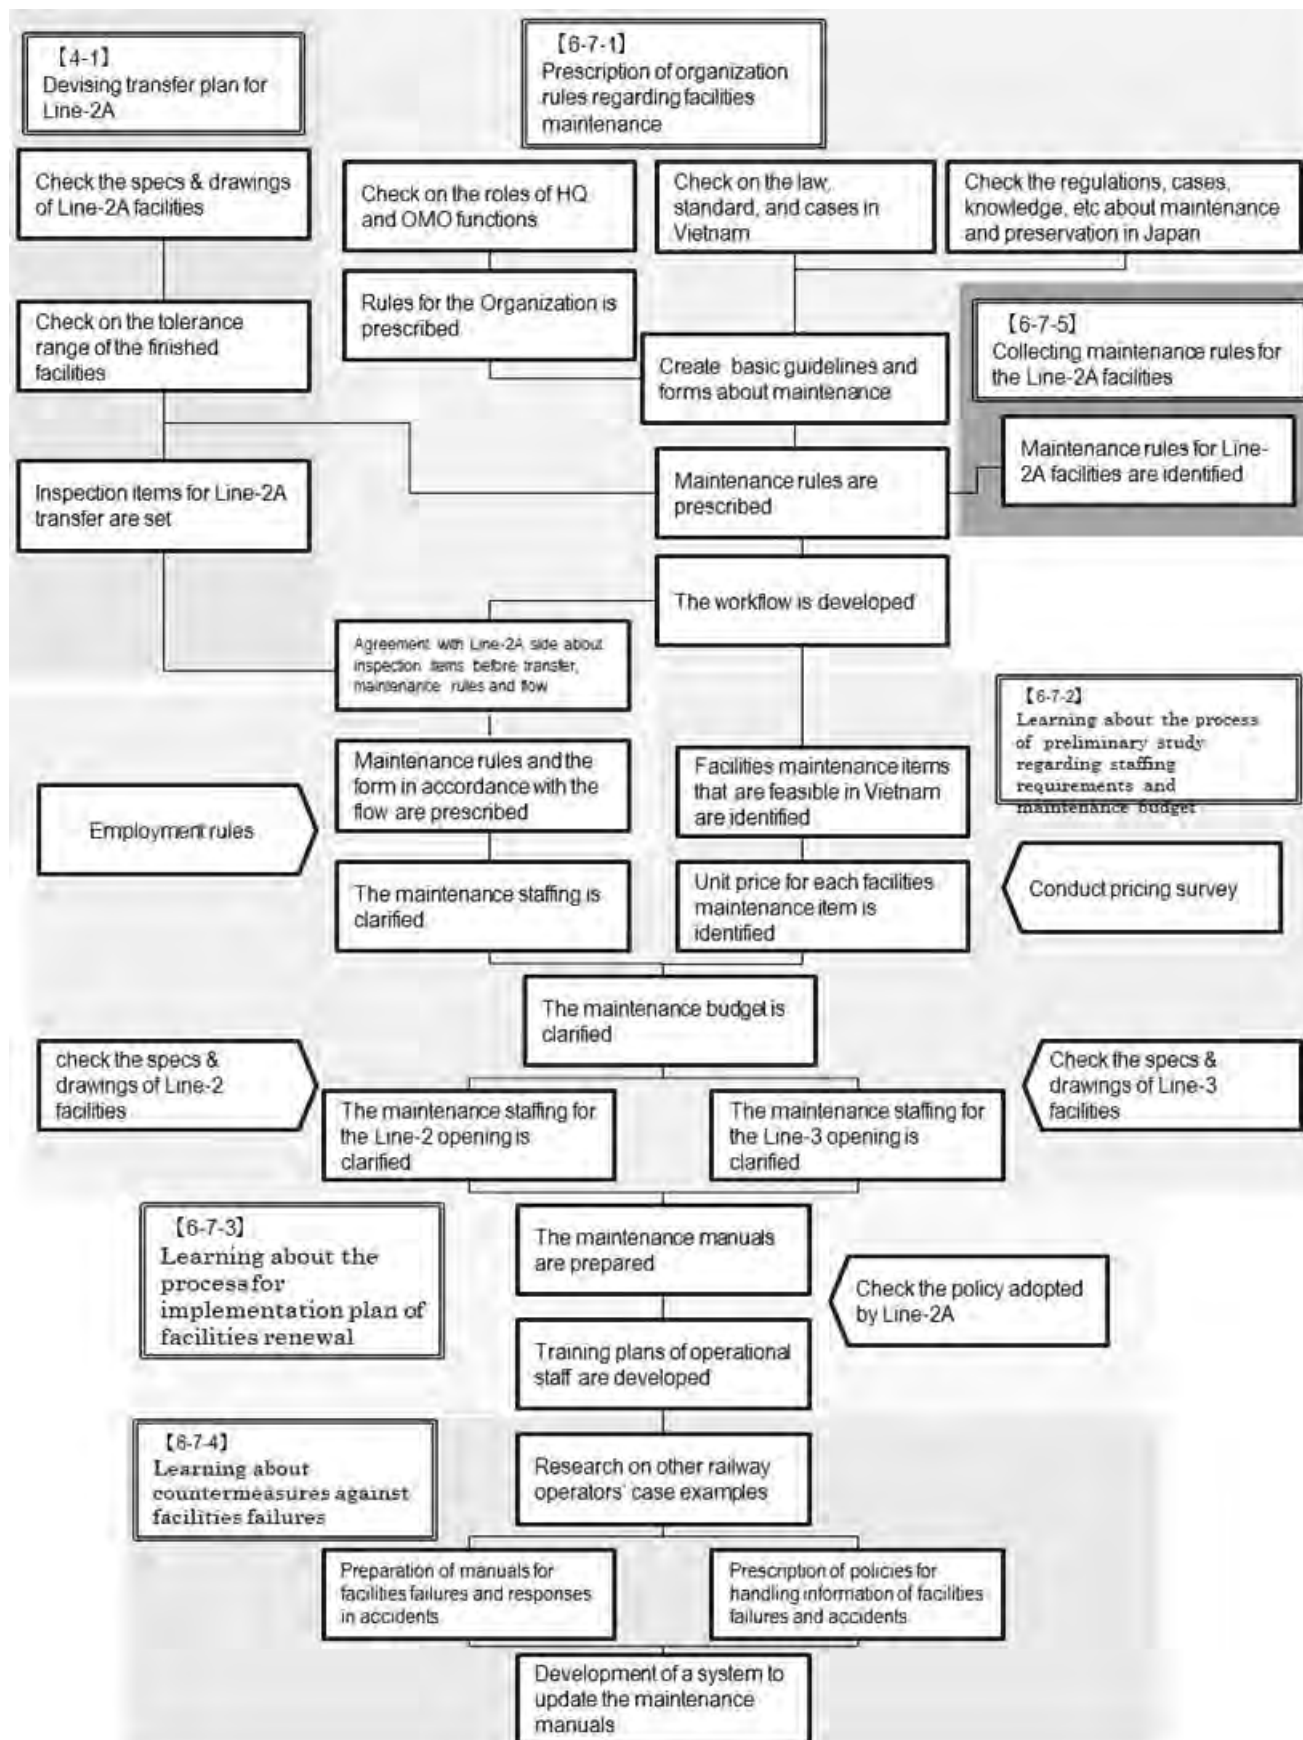 【4-1】
Devising transfer plan for
Line-2A
【6-7-1】
Prescription of organization
rules regarding facilities
maintenance
Check the specs & drawings
of Line-2A facilities
Check on the roles of HQ
and OMO functions
Check on the law,
standard, and cases in
Vietnam
Check the regulations, cases,
knowledge, etc about maintenance
and preservation in Japan
Check on the tolerance
range of the finished
facilities
Rules for the Organization is
prescribed
Create basic guidelines and
forms about maintenance
【6-7-5】
Collecting maintenance rules for
the Line-2A facilities
Maintenance rules for Line-
2A facilities are identified
Inspection items for Line-2A
transfer are set
Maintenance rules are
prescribed
The workflow is developed
Agreement with Line-2A side about
inspection items before transfer,
maintenance rules and flow
【6-7-2】
Learning about the process
of preliminary study
regarding staffing
requirements and
maintenance budget
Employment rules
Maintenance rules and the
form in accordance with the
flow are prescribed
Facilities maintenance items
that are feasible in Vietnam
are identified
The maintenance staffing is
clarified
Unit price for each facilities
maintenance item is
identified
Conduct pricing survey
The maintenance budget is
clarified
check the specs &
drawings of Line-2
facilities
Check the specs &
drawings of Line-3
facilities
The maintenance staffing for
the Line-2 opening is
clarified
The maintenance staffing for
the Line-3 opening is
clarified
【6-7-3】
Learning about the
process for
implementation plan of
facilities renewal
The maintenance manuals
are prepared
Check the policy adopted
by Line-2A
Training plans of operational
staff are developed
【6-7-4】
Learning about
countermeasures against
facilities failures
Research on other railway
operators' case examples
Preparation of manuals for
facilities failures and responses
in accidents
Prescription of policies for
handling information of facilities
failures and accidents
Development of a system to
update the maintenance
manuals